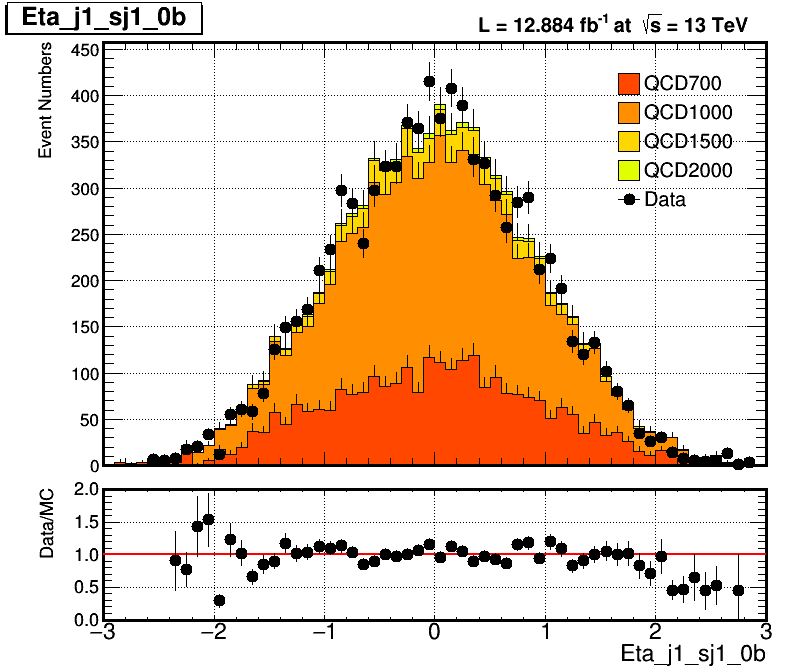 Eta_j1_sj1_0b
L = 12.884 fb⁻¹ at √s = 13 TeV
Event Numbers
450
400
350
300
250
200
150
100
50
0
QCD700
QCD1000
QCD1500
QCD2000
Data
Data/MC
2.0
1.5
1.0
0.5
0.0
−3 −2 −1 0 1 2 3
Eta_j1_sj1_0b